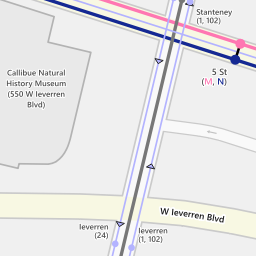 Stanteney
(1, 102)
5 St
(M, N)
Callibue Natural
History Museum
(550 W Ieverren
Blvd)
W Ieverren Blvd
Ieverren
(24)
Ieverren
(1, 102)